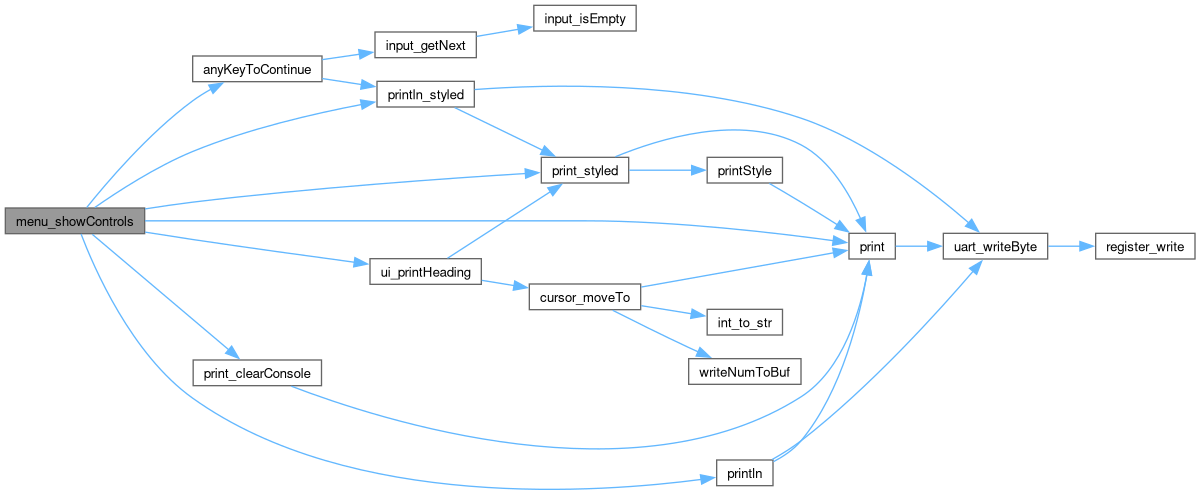 input_isEmpty
input_getNext
anyKeyToContinue
println_styled
print_styled
printStyle
menu_showControls
print
uart_writeByte
register_write
ui_printHeading
cursor_moveTo
int_to_str
print_clearConsole
writeNumToBuf
println